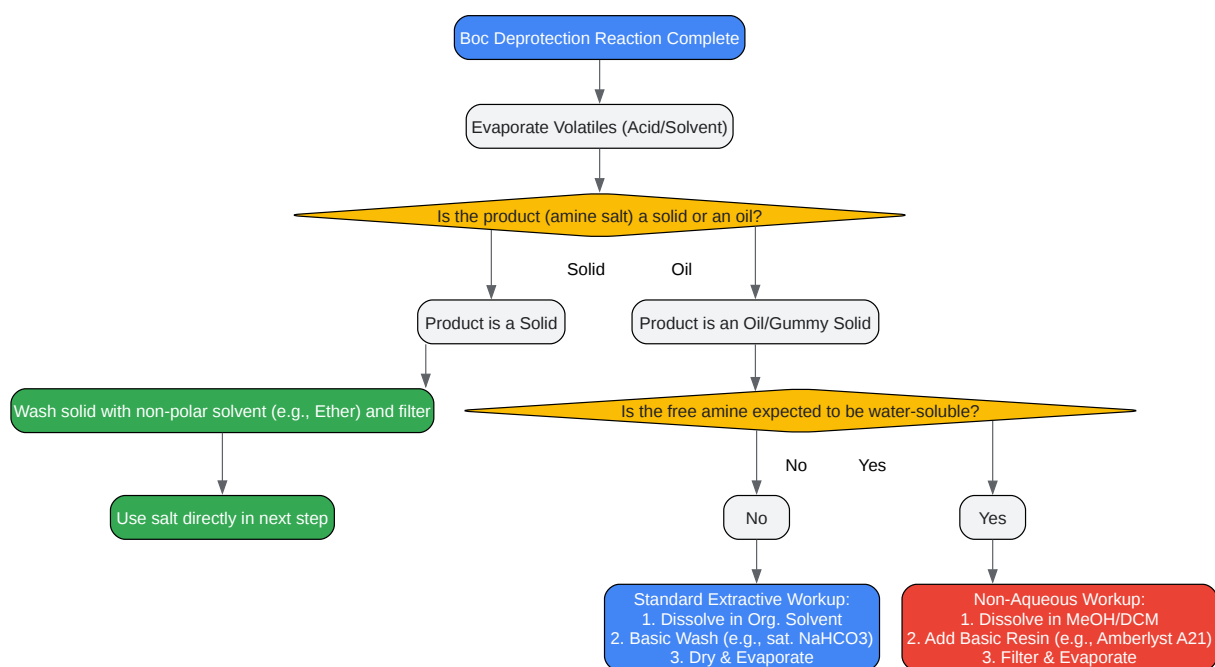 Boc Deprotection Reaction Complete
Evaporate Volatiles (Acid/Solvent)
Is the product (amine salt) a solid or an oil?
Solid
Oil
Product is a Solid
Product is an Oil/Gummy Solid
Wash solid with non-polar solvent (e.g., Ether) and filter
Is the free amine expected to be water-soluble?
No
Yes
Use salt directly in next step
No
Yes
Standard Extractive Workup:
1. Dissolve in Org. Solvent
2. Basic Wash (e.g., sat. NaHCO3)
3. Dry & Evaporate
Non-Aqueous Workup:
1. Dissolve in MeOH/DCM
2. Add Basic Resin (e.g., Amberlyst A21)
3. Filter & Evaporate